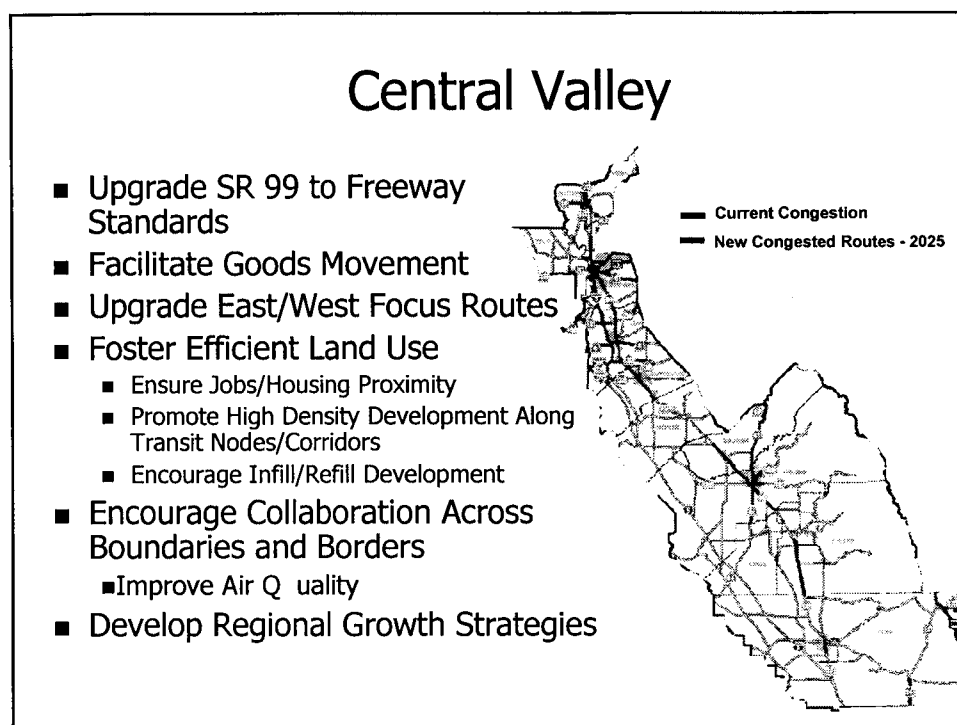 Central Valley
■ Upgrade SR 99 to Freeway
Standards
■ Facilitate Goods Movement
■ Upgrade East/West Focus Routes
■ Foster Efficient Land Use
■ Ensure Jobs/Housing Proximity
■ Promote High Density Development Along
Transit Nodes/Corridors
■ Encourage Infill/Refill Development
■ Encourage Collaboration Across
Boundaries and Borders
■Improve Air Q uality
■ Develop Regional Growth Strategies
Current Congestion
New Congested Routes - 2025